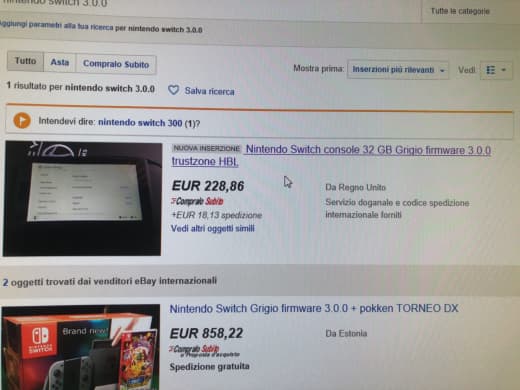 nintendo switch 3.0.0
Tutte le categorie
Aggiungi parametri alla tua ricerca per nintendo switch 3.0.0
Tutto
Asta
Compralo Subito
Mostra prima:
Inserzioni più rilevanti
Vedi:
1 risultato per nintendo switch 3.0.0
Salva ricerca
Intendevi dire: nintendo switch 300 (1)?
NUOVA INSERZIONE Nintendo Switch console 32 GB Grigio firmware 3.0.0
trustzone HBL
EUR 228,86
Da Regno Unito
Compralo Subito
Servizio doganale e codice spedizione
+EUR 18,13 spedizione
internazionale forniti
Vedi altri oggetti simili
2 oggetti trovati dai venditori eBay internazionali
Nintendo Switch Grigio firmware 3.0.0 + pokken TORNEO DX
Brand new!
NINTENDO
SWITCH
EUR 858,22
Da Estonia
Compralo Subito
o Proposta d'acquisto
Spedizione gratuita